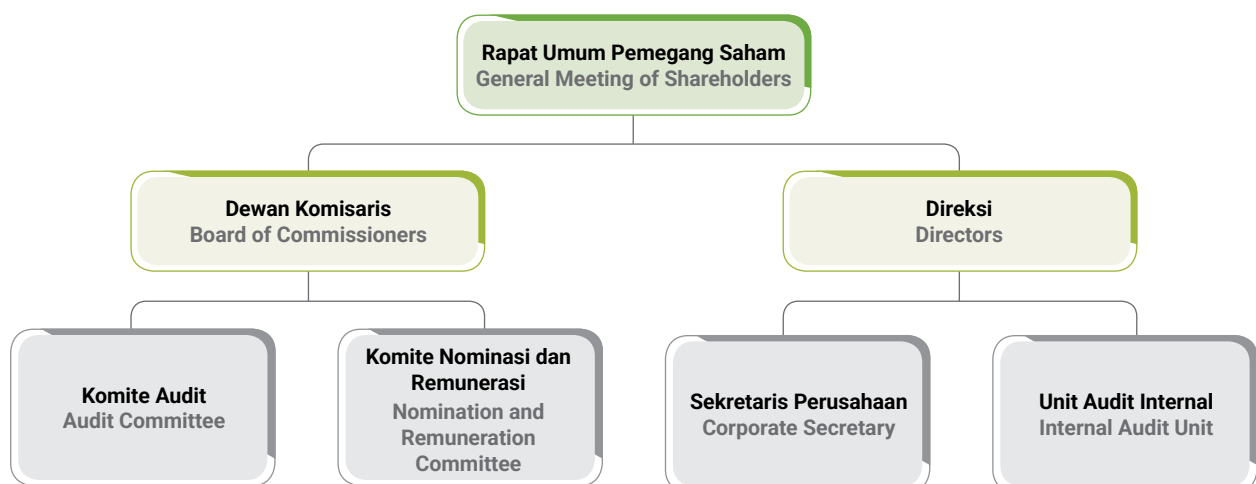 Rapat Umum Pemegang Saham
General Meeting of Shareholders
Dewan Komisaris
Board of Commissioners
Direksi
Directors
Komite Audit
Audit Committee
Komite Nominasi dan
Remunerasi
Nomination and
Remuneration
Committee
Sekretaris Perusahaan
Corporate Secretary
Unit Audit Internal
Internal Audit Unit